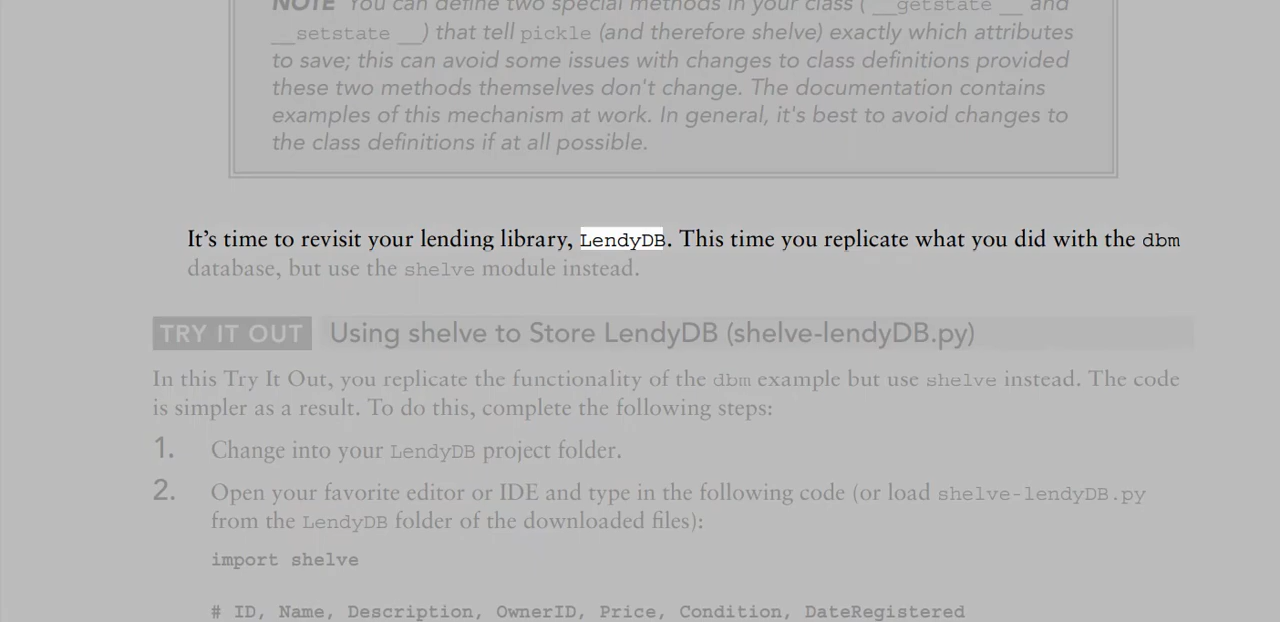 NOTE You can define two special methods in your class ( __getstate __ and
__setstate __) that tell pickle (and therefore shelve) exactly which attributes
to save; this can avoid some issues with changes to class definitions provided
these two methods themselves don't change. The documentation contains
examples of this mechanism at work. In general, it's best to avoid changes to
the class definitions if at all possible.
It’s time to revisit your lending library, LendyDB. This time you replicate what you did with the dbm
database, but use the shelve module instead.
TRY IT OUT Using shelve to Store LendyDB (shelve-lendyDB.py)
In this Try It Out, you replicate the functionality of the dbm example but use shelve instead. The code
is simpler as a result. To do this, complete the following steps:
1. Change into your LendyDB project folder.
2. Open your favorite editor or IDE and type in the following code (or load shelve-lendyDB.py
from the LendyDB folder of the downloaded files):
import shelve
# ID, Name, Description, OwnerID, Price, Condition, DateRegistered